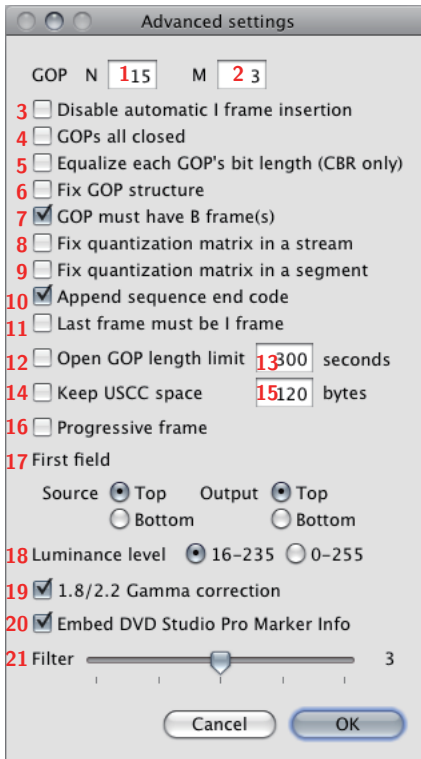 Advanced settings
GOP N 1 15 M 2 3
3 Disable automatic I frame insertion
4 GOPs all closed
5 Equalize each GOP's bit length (CBR only)
6 Fix GOP structure
7 GOP must have B frame(s)
8 Fix quantization matrix in a stream
9 Fix quantization matrix in a segment
10 Append sequence end code
11 Last frame must be I frame
12 Open GOP length limit 13 300 seconds
14 Keep USCC space 15 120 bytes
16 Progressive frame
17 First field
Source Top Output Top
Bottom Bottom
18 Luminance level 16-235 0-255
19 1.8/2.2 Gamma correction
20 Embed DVD Studio Pro Marker Info
21 Filter 3
Cancel OK